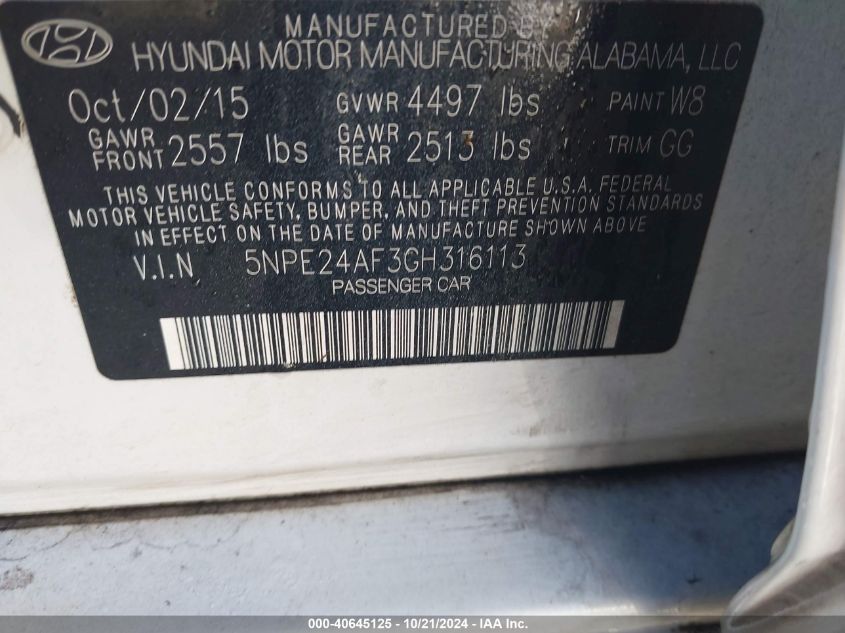 MANUFACTURED BY
HYUNDAI MOTOR MANUFACTURING ALABAMA, LLC
Oct/02/15 GVWR 4497 lbs PAINT W8
GAWR FRONT 2557 lbs GAWR REAR 2513 lbs TRIM GG
THIS VEHICLE CONFORMS TO ALL APPLICABLE U.S.A. FEDERAL
MOTOR VEHICLE SAFETY, BUMPER, AND THEFT PREVENTION STANDARDS
IN EFFECT ON THE DATE OF MANUFACTURE SHOWN ABOVE
V.I.N 5NPE24AF3GH316113
PASSENGER CAR
000-40645125 - 10/21/2024 - IAA Inc.